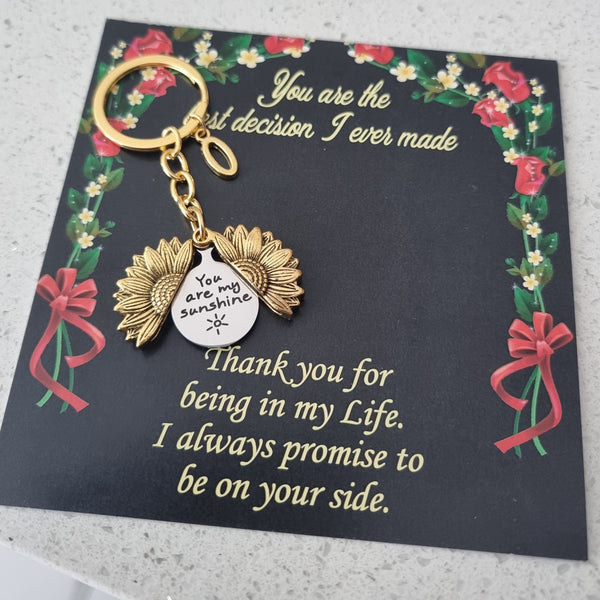 You are the
est decision I ever made
O
You
are my
sunshine
Thank you for
being in my Life.
I always promise to
be on your side.